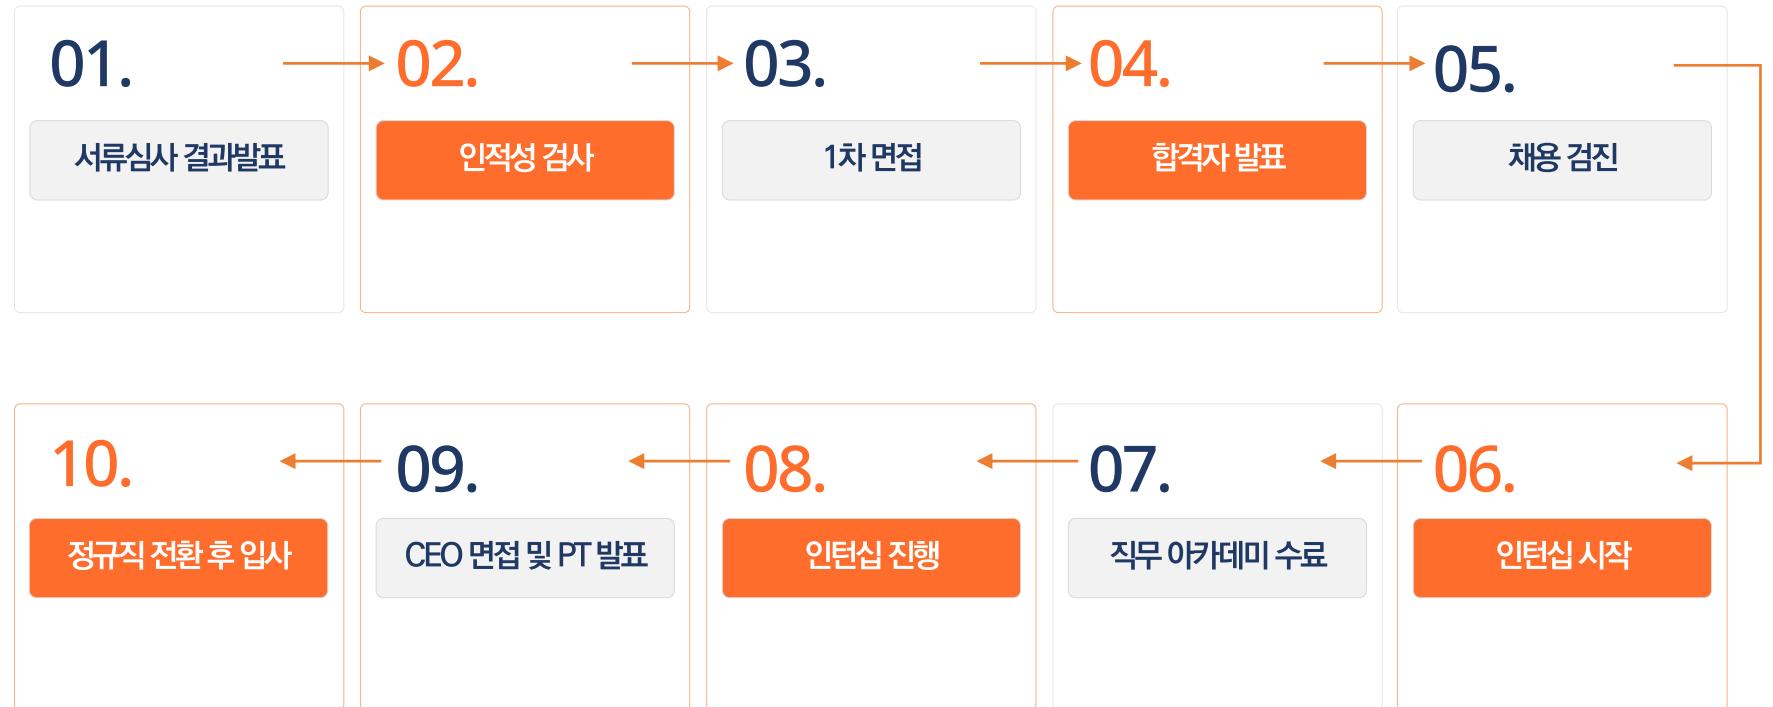 01.
서류심사 결과발표
02.
인적성 검사
03.
1차 면접
04.
합격자 발표
05.
채용 검진
06.
인턴십 시작
07.
직무 아카데미 수료
08.
인턴십 진행
09.
CEO 면접 및 PT 발표
10.
정규직 전환 후 입사